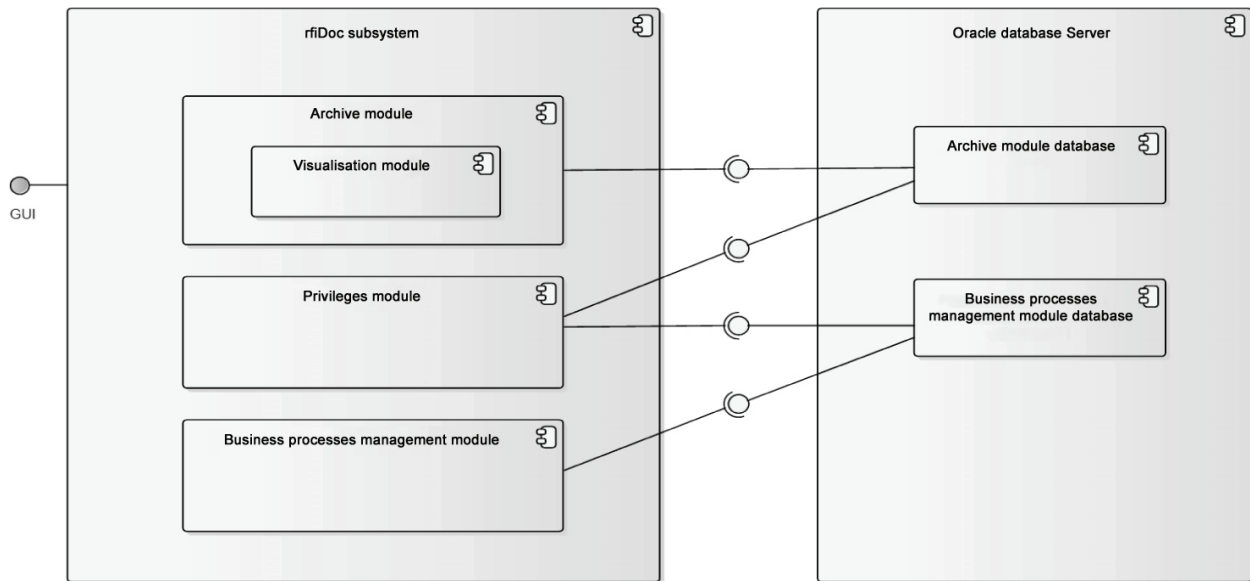 rfiDoc subsystem
Oracle database Server
Archive module
Visualisation module
Archive module database
GUI
Privileges module
Business processes
management module database
Business processes management module